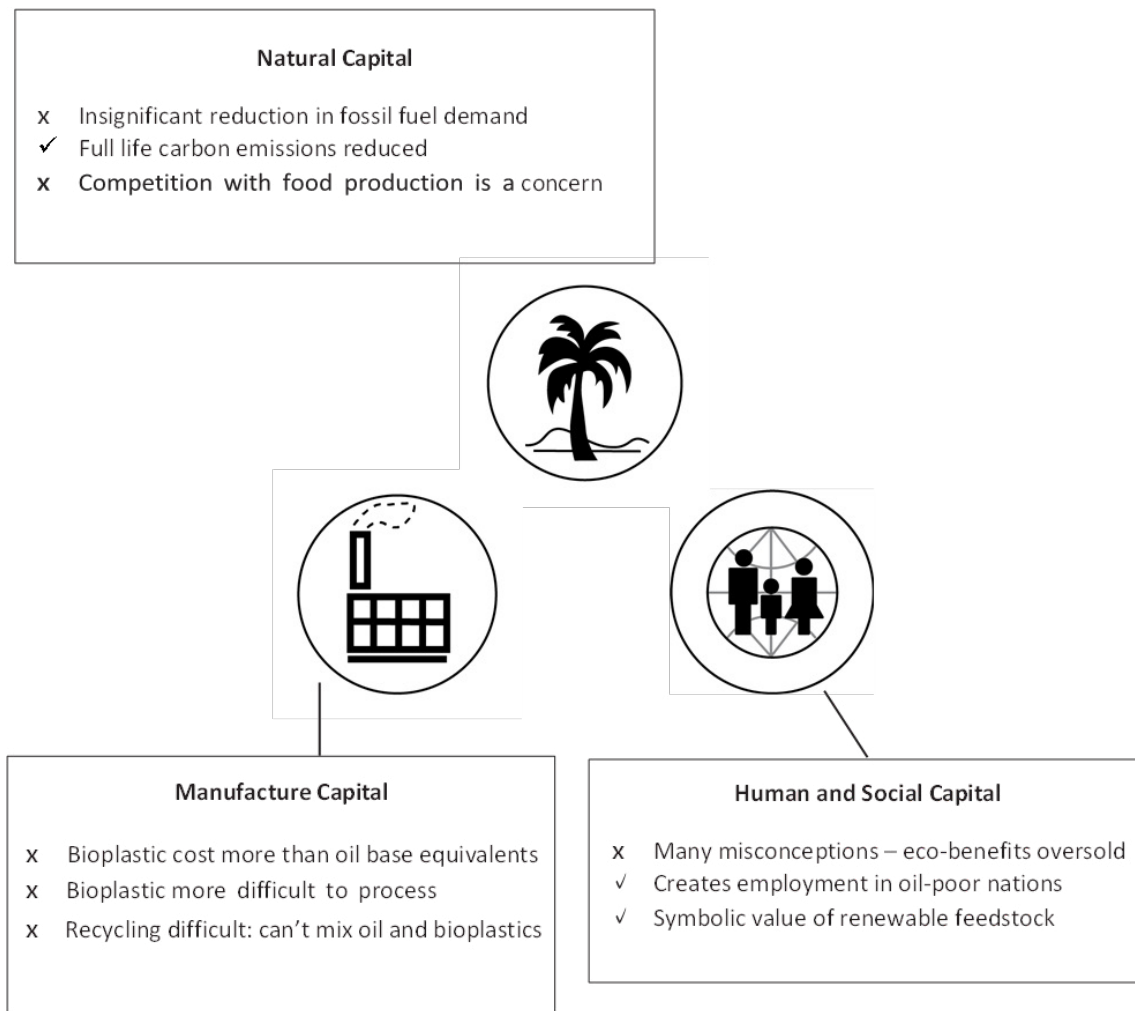 Natural Capital
x Insignificant reduction in fossil fuel demand
✓ Full life carbon emissions reduced
x Competition with food production is a concern
Manufacture Capital
x Bioplastic cost more than oil base equivalents
x Bioplastic more difficult to process
x Recycling difficult: can’t mix oil and bioplastics
Human and Social Capital
x Many misconceptions – eco-benefits oversold
✓ Creates employment in oil-poor nations
✓ Symbolic value of renewable feedstock